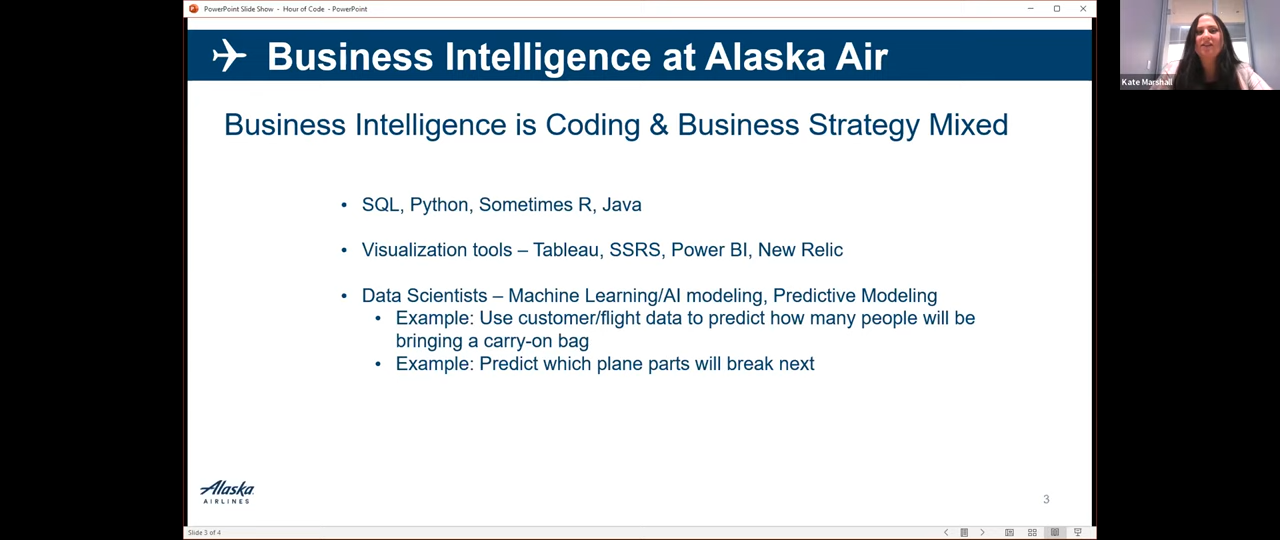 PowerPoint Slide Show - Hour of Code - PowerPoint
Business Intelligence at Alaska Air
Kate Marshall
Business Intelligence is Coding & Business Strategy Mixed
• SQL, Python, Sometimes R, Java
• Visualization tools – Tableau, SSRS, Power BI, New Relic
• Data Scientists – Machine Learning/AI modeling, Predictive Modeling
• Example: Use customer/flight data to predict how many people will be
bringing a carry-on bag
• Example: Predict which plane parts will break next
Alaska
AIRLINES
3
Slide 3 of 4